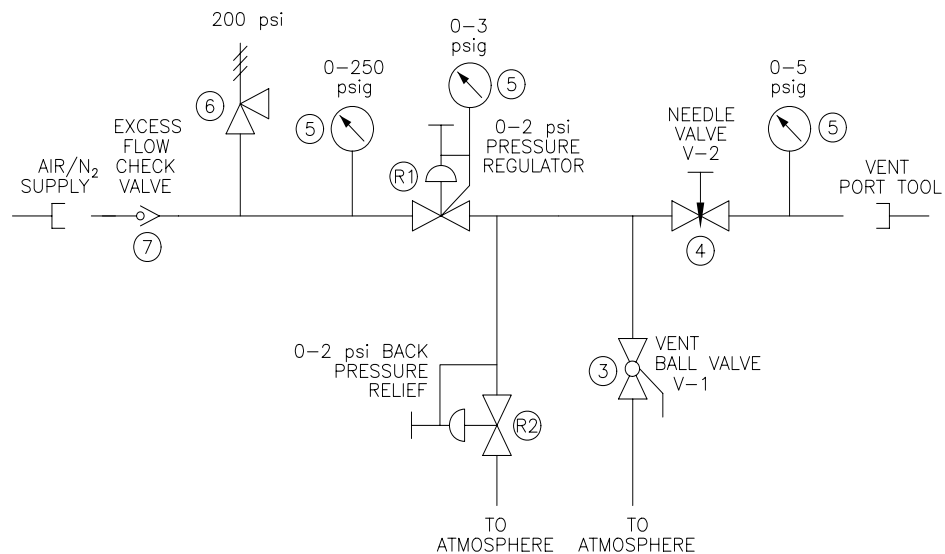 200 psi
6
EXCESS
FLOW
CHECK
VALVE
AIR/N2
SUPPLY
7
0-250
psig
5
0-3
psig
5
0-2 psi
PRESSURE
REGULATOR
R1
NEEDLE
VALVE
V-2
4
0-5
psig
5
VENT
PORT TOOL
0-2 psi BACK
PRESSURE
RELIEF
R2
TO
ATMOSPHERE
3
VENT
BALL VALVE
V-1
TO
ATMOSPHERE